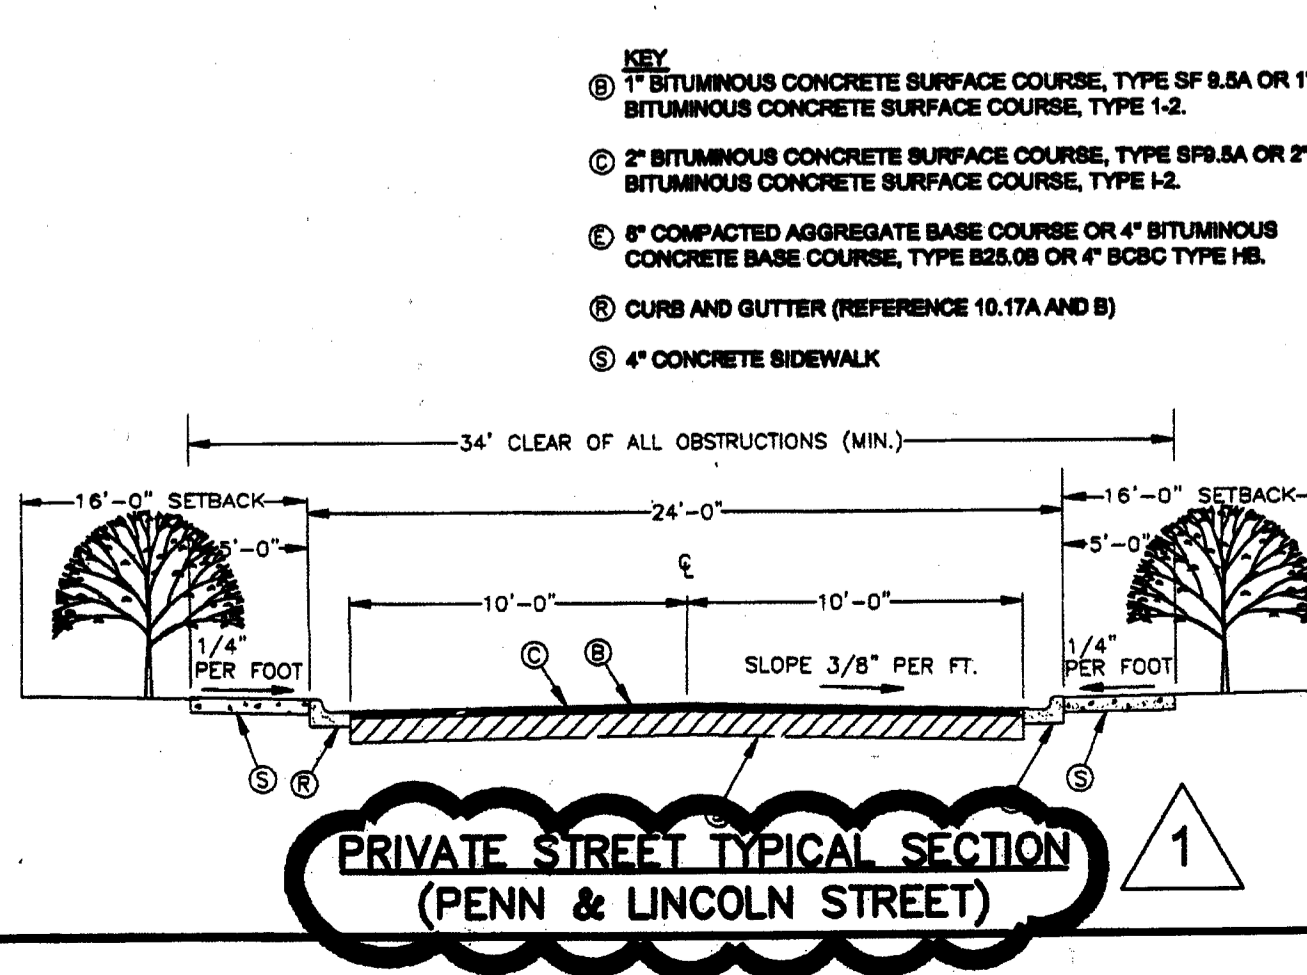 KEY
Ⓑ 1" BITUMINOUS CONCRETE SURFACE COURSE, TYPE SF 9.5A OR 1"
BITUMINOUS CONCRETE SURFACE COURSE, TYPE 1-2.
Ⓒ 2" BITUMINOUS CONCRETE SURFACE COURSE, TYPE SF9.5A OR 2"
BITUMINOUS CONCRETE SURFACE COURSE, TYPE I-2.
Ⓔ 8" COMPACTED AGGREGATE BASE COURSE OR 4" BITUMINOUS
CONCRETE BASE COURSE, TYPE B25.0B OR 4" BCBC TYPE HB.
Ⓡ CURB AND GUTTER (REFERENCE 10.17A AND B)
Ⓢ 4" CONCRETE SIDEWALK
34' CLEAR OF ALL OBSTRUCTIONS (MIN.)
16'-0" SETBACK
24'-0"
16'-0" SETBACK
5'-0"
5'-0"
℄
10'-0"
10'-0"
1/4"
PER FOOT
Ⓒ
Ⓑ
SLOPE 3/8" PER FT.
1/4"
PER FOOT
Ⓢ
Ⓡ
Ⓢ
PRIVATE STREET TYPICAL SECTION
(PENN & LINCOLN STREET)
1